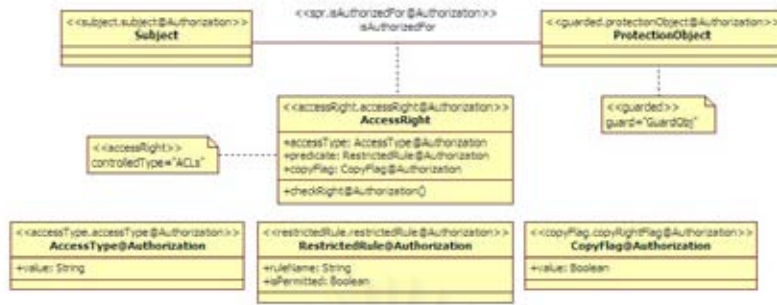 <<subject.subject@Authorization>>
Subject
<<spr.isAuthorizedFor@Authorization>>
isAuthorizedFor
<<guarded.protectionObject@Authorization>>
ProtectionObject
<<accessRight.accessRight@Authorization>>
AccessRight
+accessType: AccessType@Authorization
+predicate: RestrictedRule@Authorization
+copyFlag: CopyFlag@Authorization
+checkRight@Authorization()
<<accessRight>>
controlledType="ACLs"
<<guarded>>
guard="GuardObj"
<<accessType.accessType@Authorization>>
AccessType@Authorization
+value: String
<<restrictedRule.restrictedRule@Authorization>>
RestrictedRule@Authorization
+ruleName: String
+isPermitted: Boolean
<<copyFlag.copyRightFlag@Authorization>>
CopyFlag@Authorization
+value: Boolean